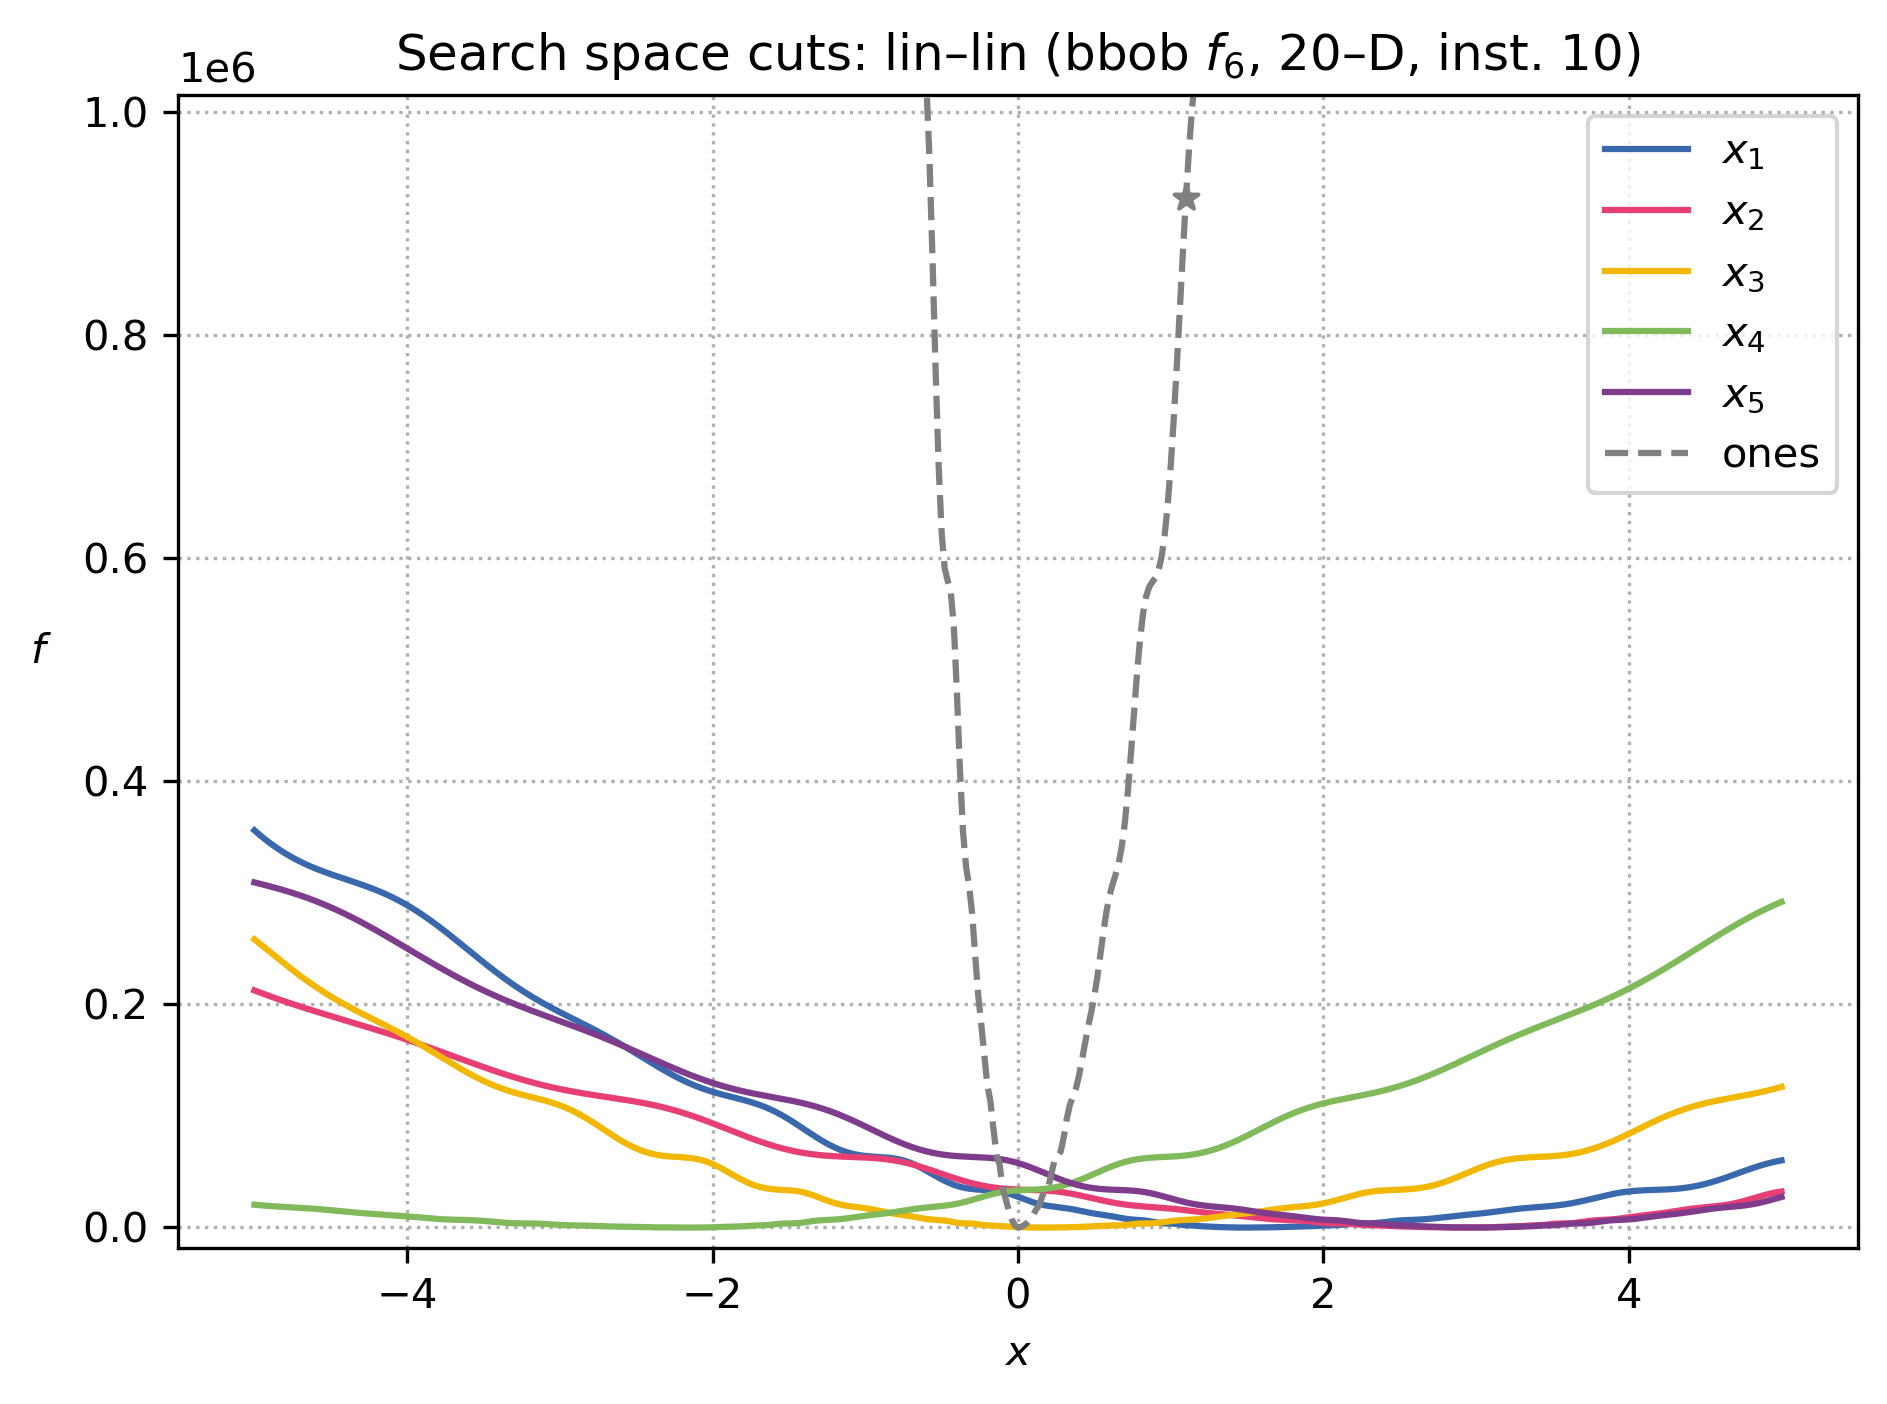 Search space cuts: lin–lin (bbob f₆, 20–D, inst. 10)
1e6
1.0
0.8
0.6
0.4
0.2
0.0
f
−4
−2
0
2
4
x
x₁
x₂
x₃
x₄
x₅
ones